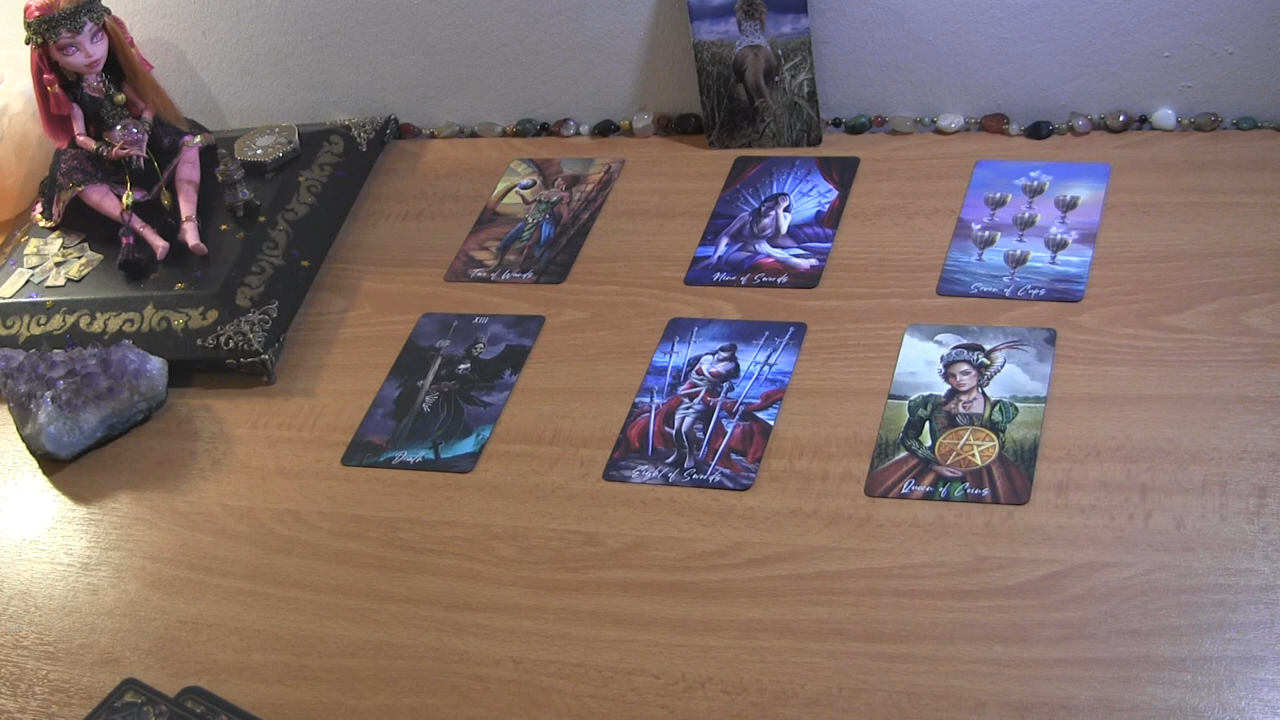 Two of Wands
Nine of Swords
Seven of Cups
XIII
Death
Eight of Swords
Queen of Coins